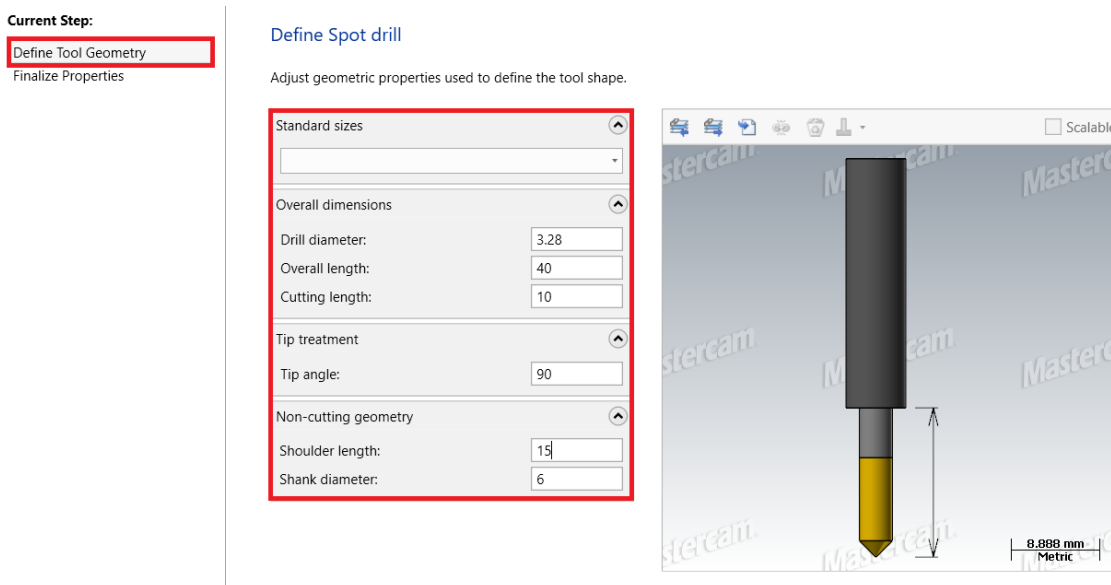 Current Step:
Define Tool Geometry
Finalize Properties
Define Spot drill
Adjust geometric properties used to define the tool shape.
Standard sizes
Overall dimensions
Drill diameter: 3.28
Overall length: 40
Cutting length: 10
Tip treatment
Tip angle: 90
Non-cutting geometry
Shoulder length: 15
Shank diameter: 6
Scalable
Mastercam.
8.888 mm
Metric